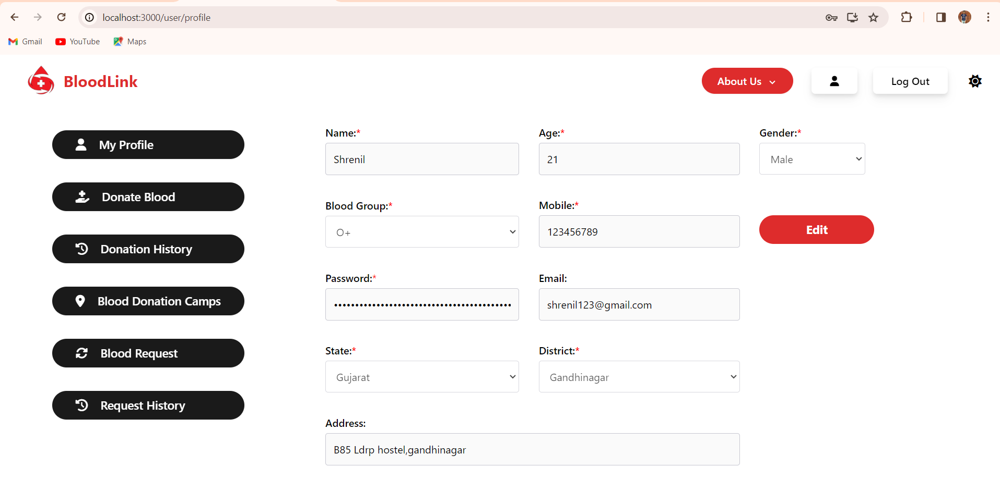 localhost:3000/user/profile
Gmail YouTube Maps
BloodLink
About Us
Log Out
My Profile
Donate Blood
Donation History
Blood Donation Camps
Blood Request
Request History
Name:* Age:* Gender:*
Shrenil 21 Male
Blood Group:* Mobile:*
O+ 123456789 Edit
Password:* Email:
•••••••••••••••••••••••••••••••••••••••••• shrenil123@gmail.com
State:* District:*
Gujarat Gandhinagar
Address:
B85 Ldrp hostel,gandhinagar